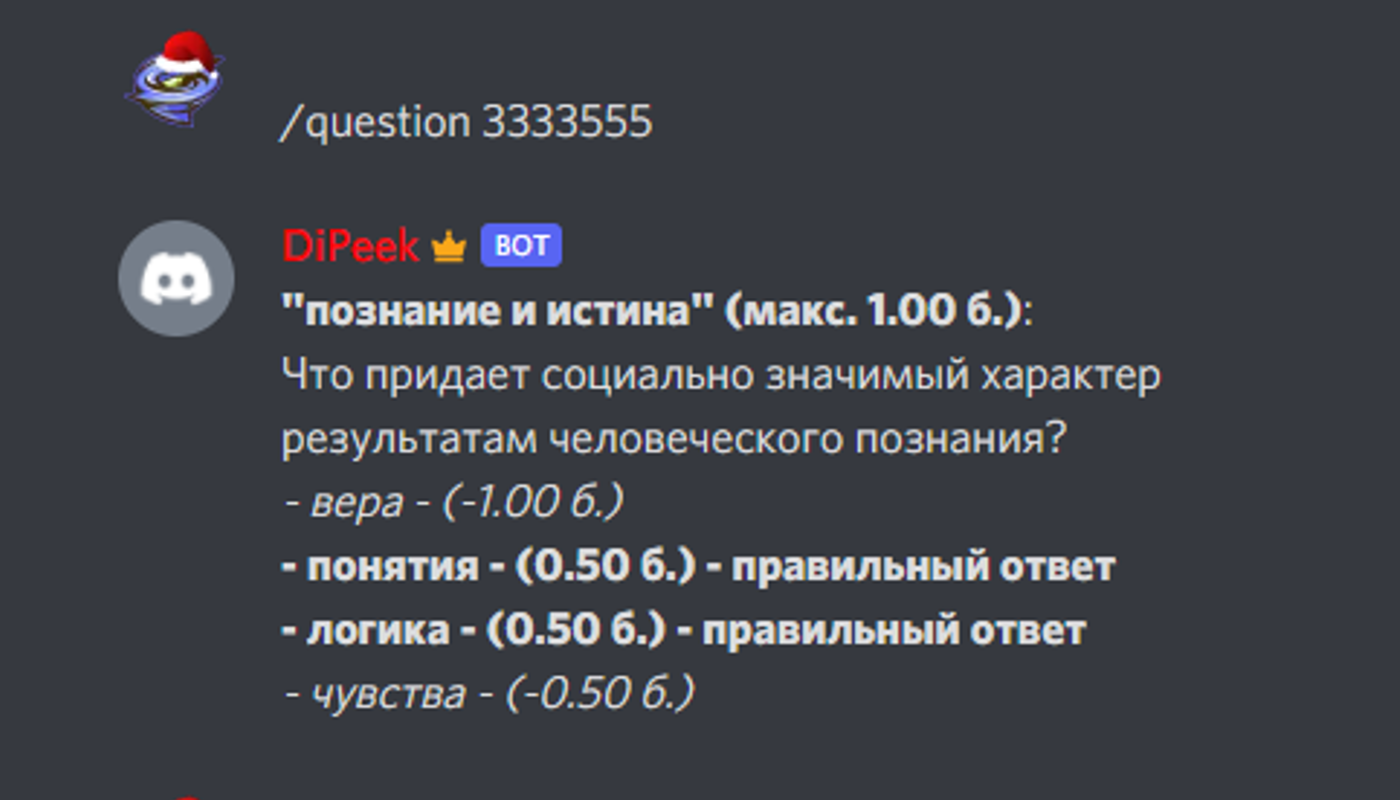 /question 3333555
DiPeek BOT
"познание и истина" (макс. 1.00 б.):
Что придает социально значимый характер
результатам человеческого познания?
- вера - (-1.00 б.)
- понятия - (0.50 б.) - правильный ответ
- логика - (0.50 б.) - правильный ответ
- чувства - (-0.50 б.)